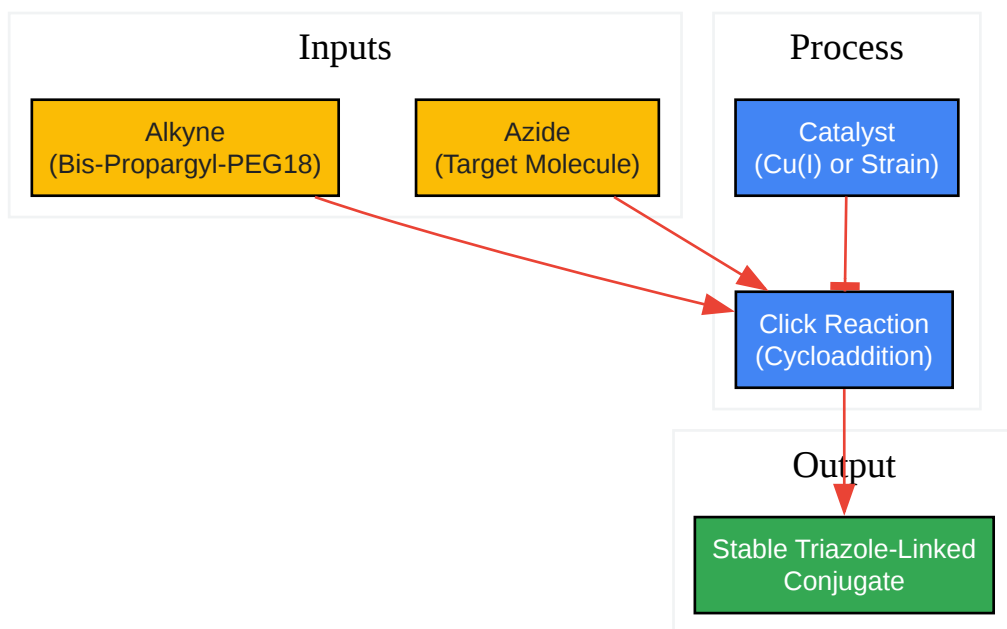 Inputs
Alkyne
(Bis-Propargyl-PEG18)
Azide
(Target Molecule)
Process
Catalyst
(Cu(I) or Strain)
Click Reaction
(Cycloaddition)
Output
Stable Triazole-Linked
Conjugate